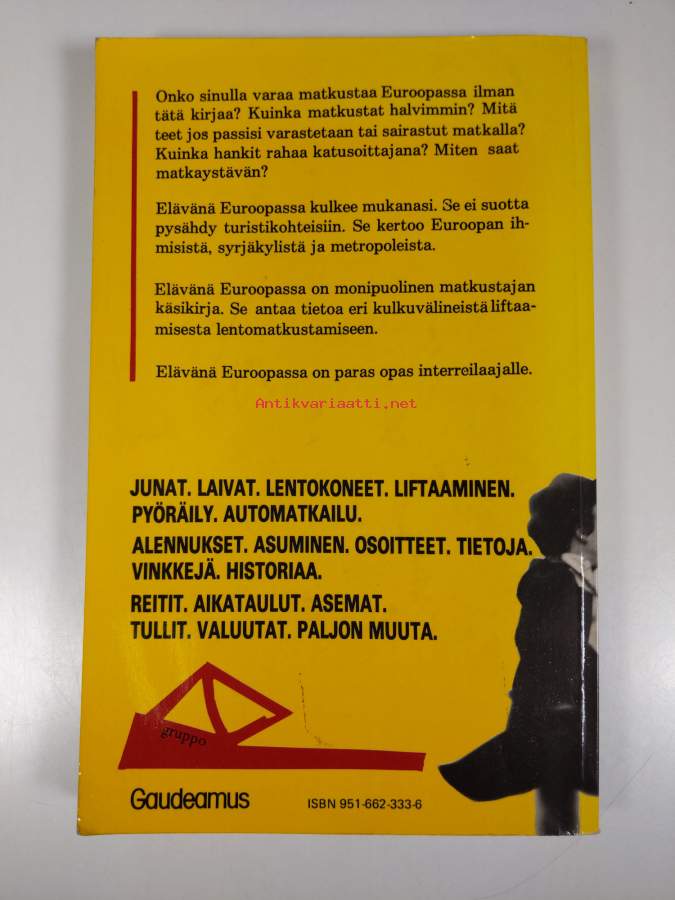 Onko sinulla varaa matkustaa Euroopassa ilman
tätä kirjaa? Kuinka matkustat halvimmin? Mitä
teet jos passisi varastetaan tai sairastut matkalla?
Kuinka hankit rahaa katusoittajana? Miten saat
matkaystävän?
Elävänä Euroopassa kulkee mukanasi. Se ei suotta
pysähdy turistikohteisiin. Se kertoo Euroopan ih-
misistä, syrjäkylistä ja metropoleista.
Elävänä Euroopassa on monipuolinen matkustajan
käsikirja. Se antaa tietoa eri kulkuvälineistä liftaa-
misesta lentomatkustamiseen.
Elävänä Euroopassa on paras opas interreilaajalle.
Antikvariaatti.net
JUNAT. LAIVAT. LENTOKONEET. LIFTAAMINEN.
PYÖRÄILY. AUTOMATKAILU.
ALENNUKSET. ASUMINEN. OSOITTEET. TIETOJA.
VINKKEJÄ. HISTORIAA.
REITIT. AIKATAULUT. ASEMAT.
TULLIT. VALUUTAT. PALJON MUUTA.
gruppo
Gaudeamus
ISBN 951-662-333-6